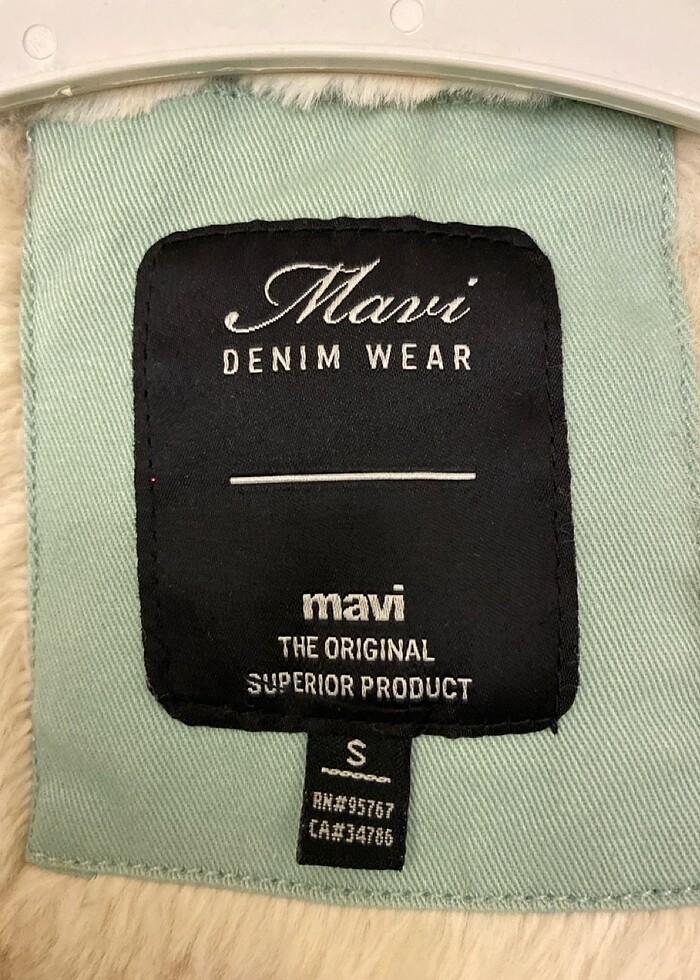 Mavi
DENIM WEAR
mavi
THE ORIGINAL
SUPERIOR PRODUCT
S
RN#95767
CA#34786